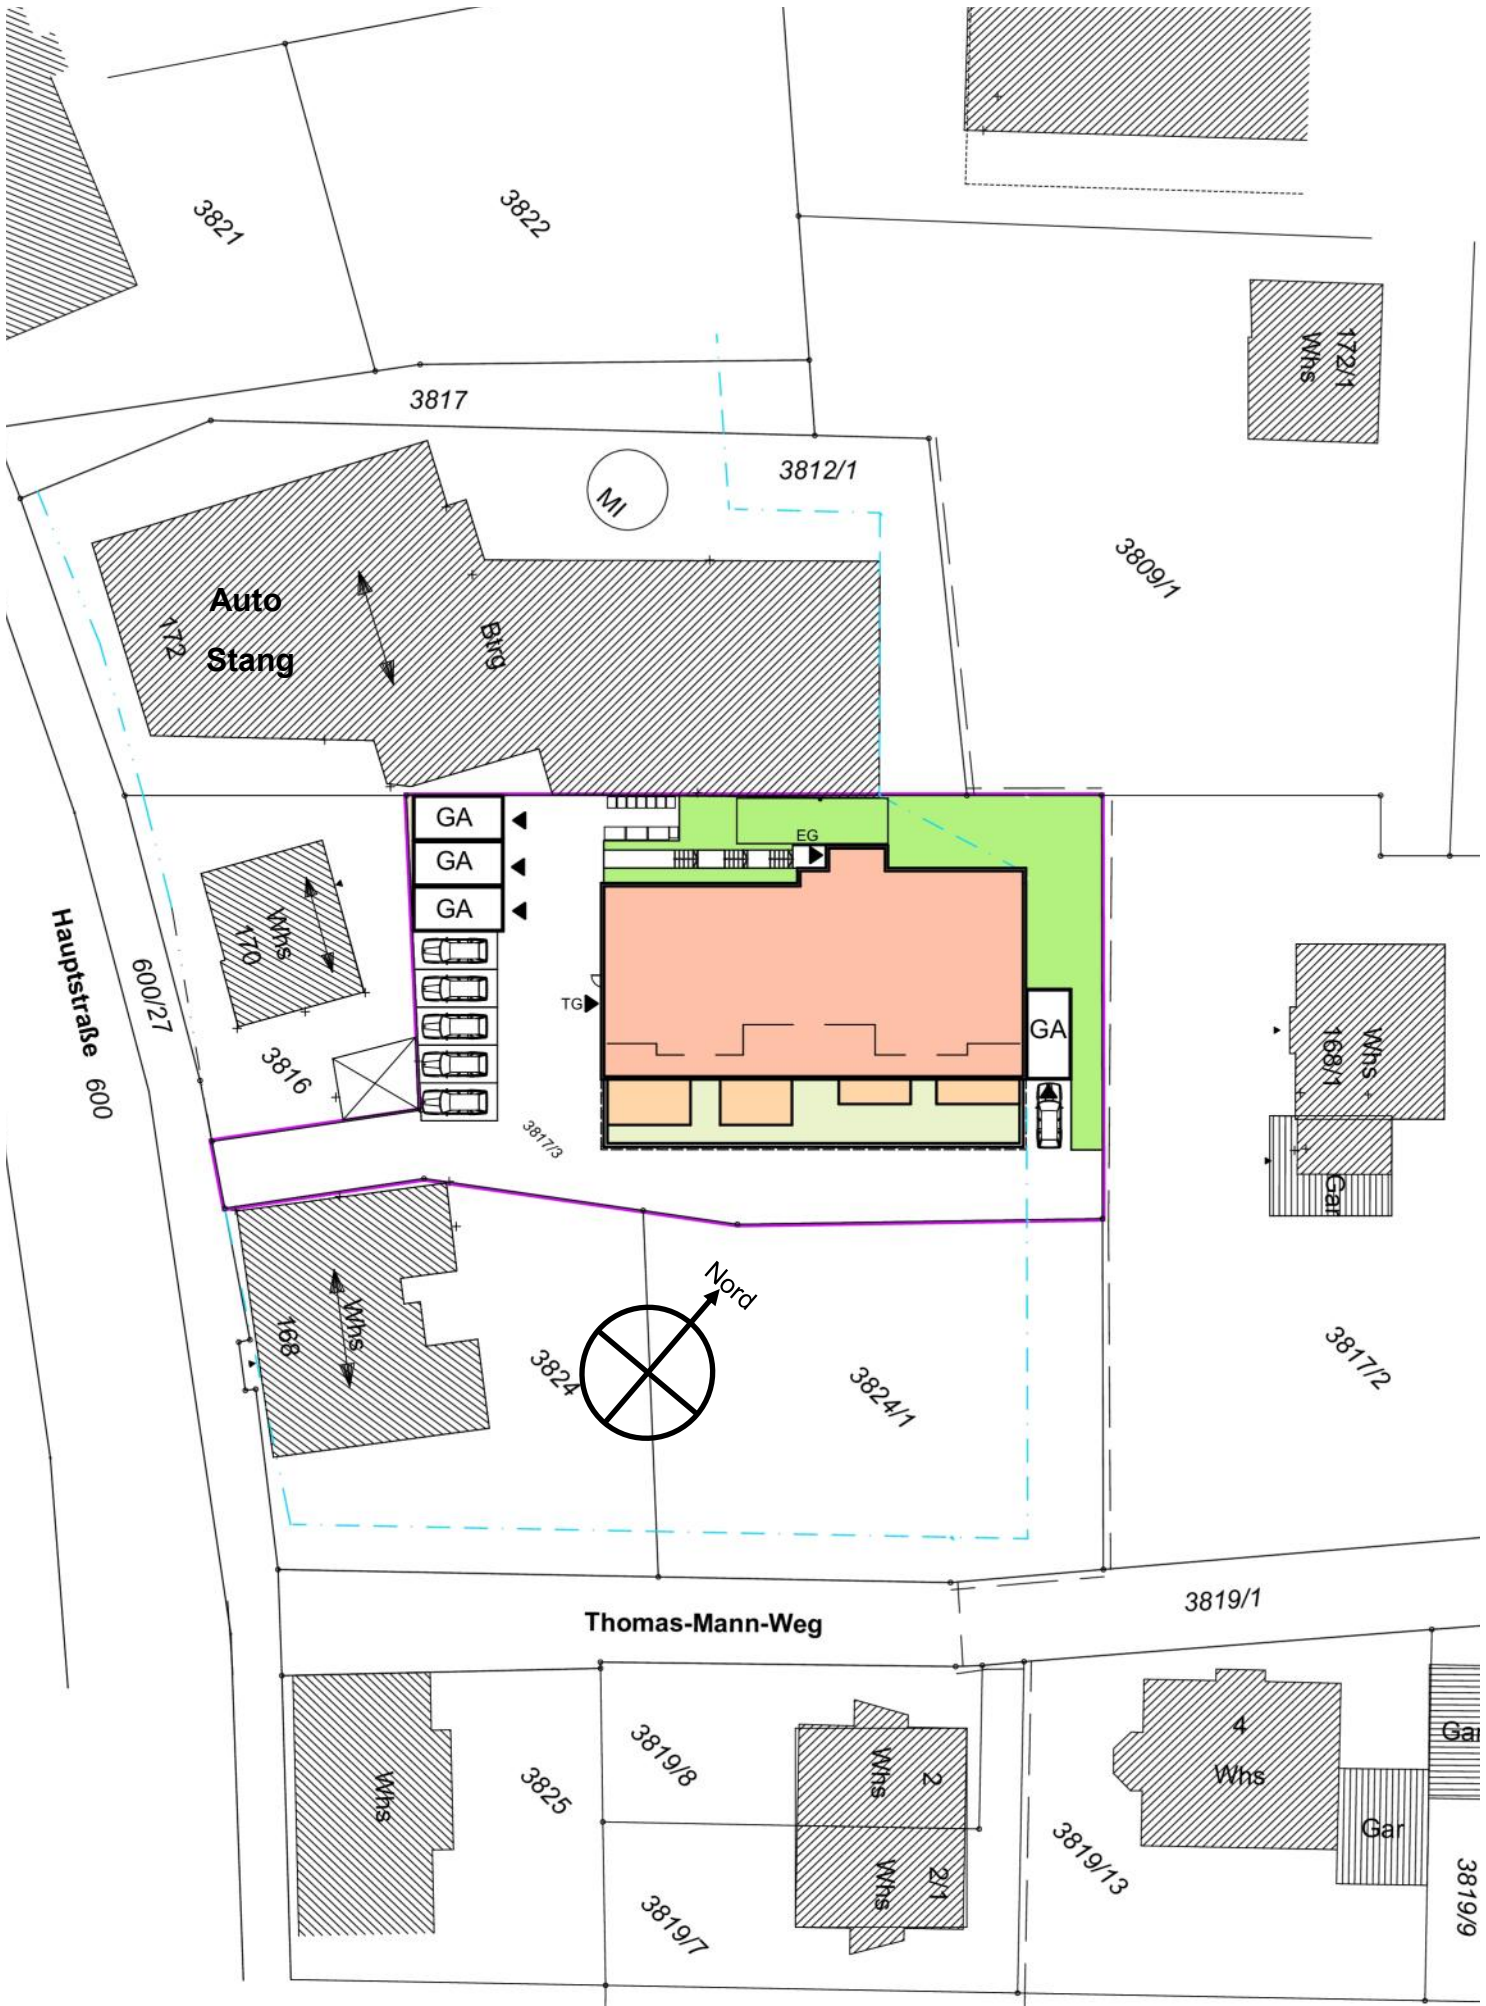 3821
3822
3817
3812/1
172/1
Whs
MI
3809/1
Auto
Stang
172
Btrg
GA
GA
GA
EG
Whs
170
Hauptstraße 600
600/27
3816
TG
GA
3817/3
Whs
168/1
Gar
Nord
Whs
168
3824
3824/1
3817/2
Thomas-Mann-Weg
3819/1
Whs
3825
3819/8
Whs
2
Whs
2/1
3819/7
4
Whs
Gar
Gar
3819/13
3819/9